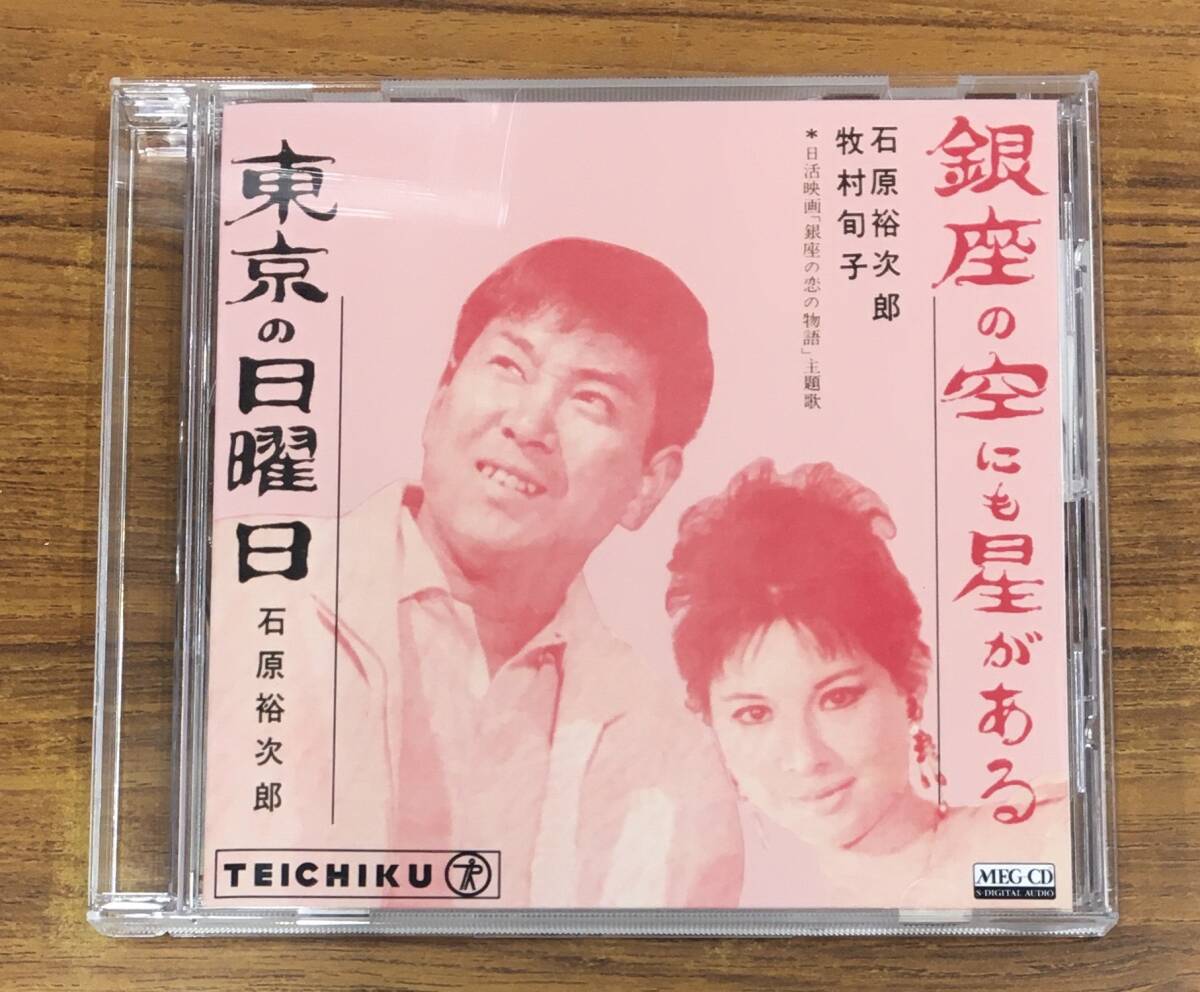 銀座の空にも星がある
石原裕次郎
牧村旬子
*日活映画「銀座の恋の物語」主題歌
東京の日曜日
石原裕次郎
TEICHIKU
MEG-CD
S-DIGITAL AUDIO